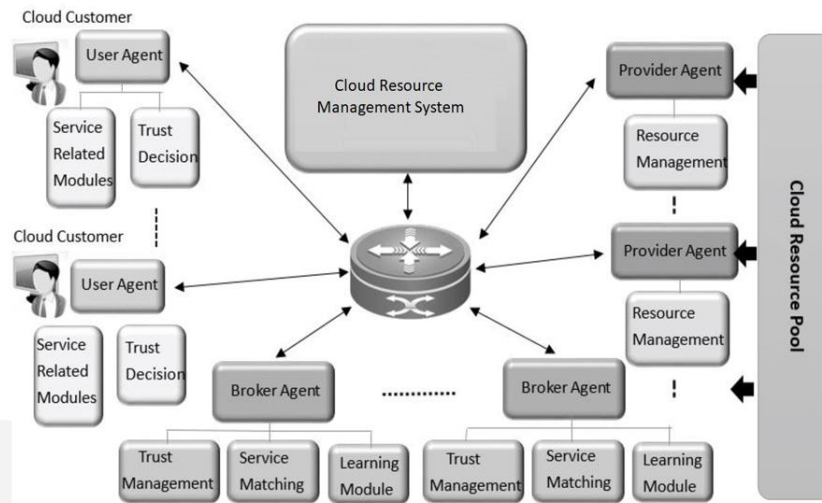 Cloud Customer
User Agent
Service
Related
Modules
Trust
Decision
Cloud Customer
User Agent
Service
Related
Modules
Trust
Decision
Cloud Resource
Management System
Provider Agent
Resource
Management
Provider Agent
Resource
Management
Cloud Resource Pool
Broker Agent
Trust
Management
Service
Matching
Learning
Module
Broker Agent
Trust
Management
Service
Matching
Learning
Module